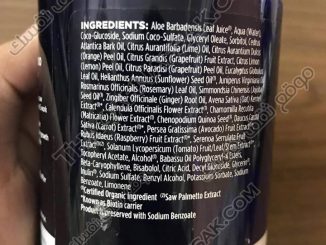 INGREDIENTS: Aloe Barbadensis Leaf Juice*, Aqua (Water),
Coco-Glucoside, Sodium Coco-Sulfate, Glyceryl Oleate, Sorbitol, Cedrus
Atlantica Bark Oil, Citrus Aurantifolia (Lime) Oil, Citrus Aurantium Dulcis
(Orange) Peel Oil, Citrus Grandis (Grapefruit) Fruit Extract, Citrus Limon
(Lemon) Peel Oil, Citrus Paradisi (Grapefruit) Peel Oil, Eucalyptus Globulus
Leaf Oil, Helianthus Annuus (Sunflower) Seed Oil, Juniperus Virginiana Oil,
Rosmarinus Officinalis (Rosemary) Leaf Oil, Simmondsia Chinensis (Jojoba)
Seed Oil, Zingiber Officinale (Ginger) Root Oil, Avena Sativa (Oat) Kernel
Extract, Calendula Officinalis Flower Extract, Chamomilla Recutita
(Matricaria) Flower Extract, Chenopodium Quinoa Seed, Daucus Carota
Sativa (Carrot) Extract, Persea Gratissima (Avocado) Fruit Extract,
Rubus Idaeus (Raspberry) Fruit Extract, Serenoa Serrulata Fruit
Extract, Solanum Lycopersicum (Tomato) Fruit/Leaf/Stem Extract,
Tocopheryl Acetate, Alcohol, Babassu Oil Polyglyceryl-4 Esters,
Beta-Caryophyllene, Bisabolol, Citric Acid, Decyl Glucoside, Glycerin,
Inulin, Sodium Sulfate, Benzyl Alcohol, Potassium Sorbate, Sodium
Benzoate, Limonene
Certified Organic Ingredient Saw Palmetto Extract
Known as Biotin carrier
Product preserved with Sodium Benzoate